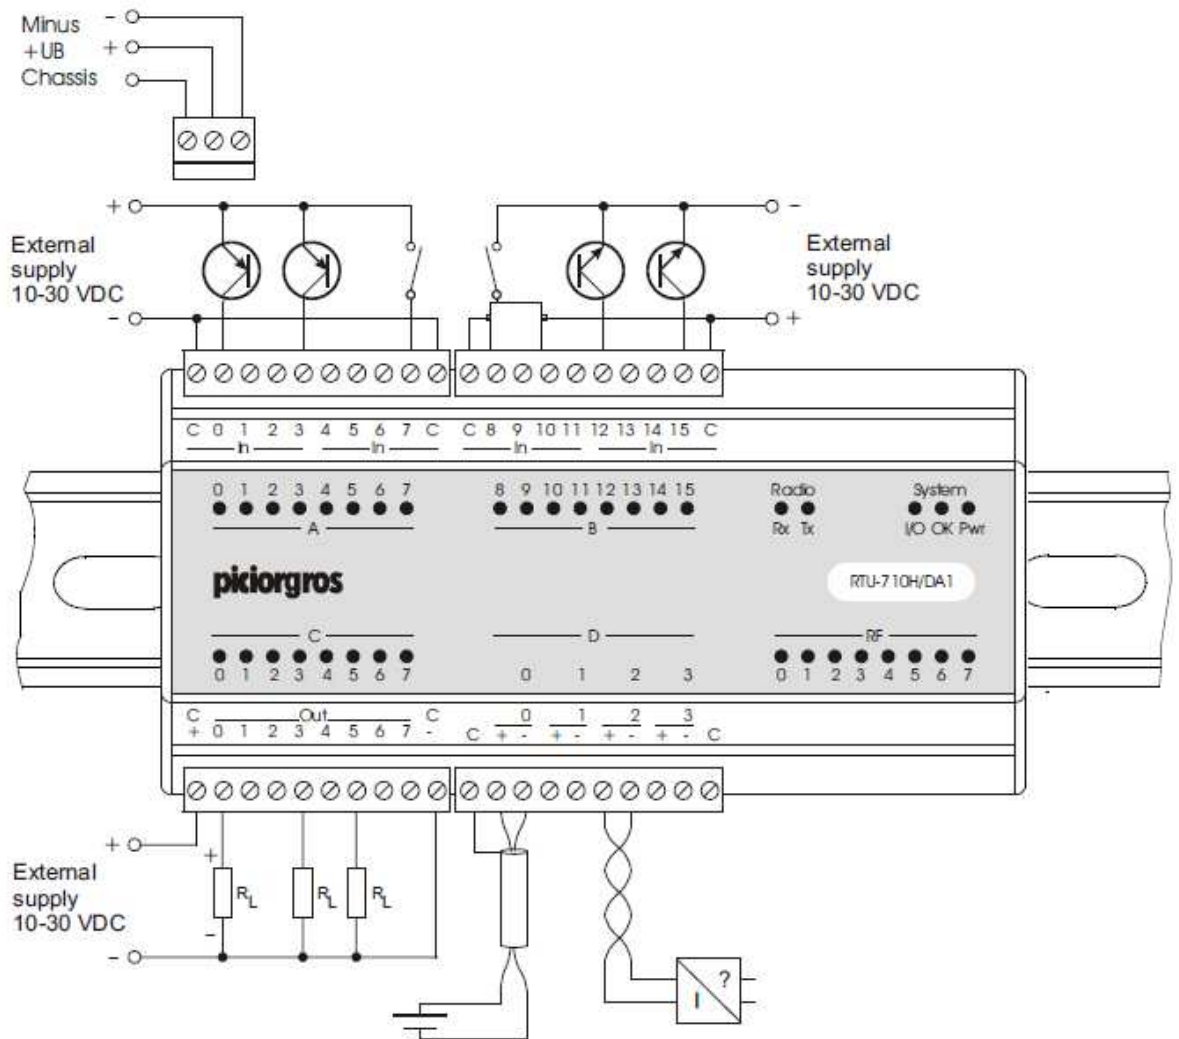 Minus -
+UB +
Chassis
+ -
External supply 10-30 VDC
External supply 10-30 VDC
- +
C 0 1 2 3 4 5 6 7 C C 8 9 10 11 12 13 14 15 C
In In In In
0 1 2 3 4 5 6 7 8 9 10 11 12 13 14 15 Radio System
A B Rx Tx I/O OK Pwr
piciorgros RTU-710H/DA1
C D RF
0 1 2 3 4 5 6 7 0 1 2 3 0 1 2 3 4 5 6 7
C Out C 0 1 2 3
+ 0 1 2 3 4 5 6 7 - C + - + - + - + - C
+ +
External supply 10-30 VDC
RL RL RL
- -
?
I